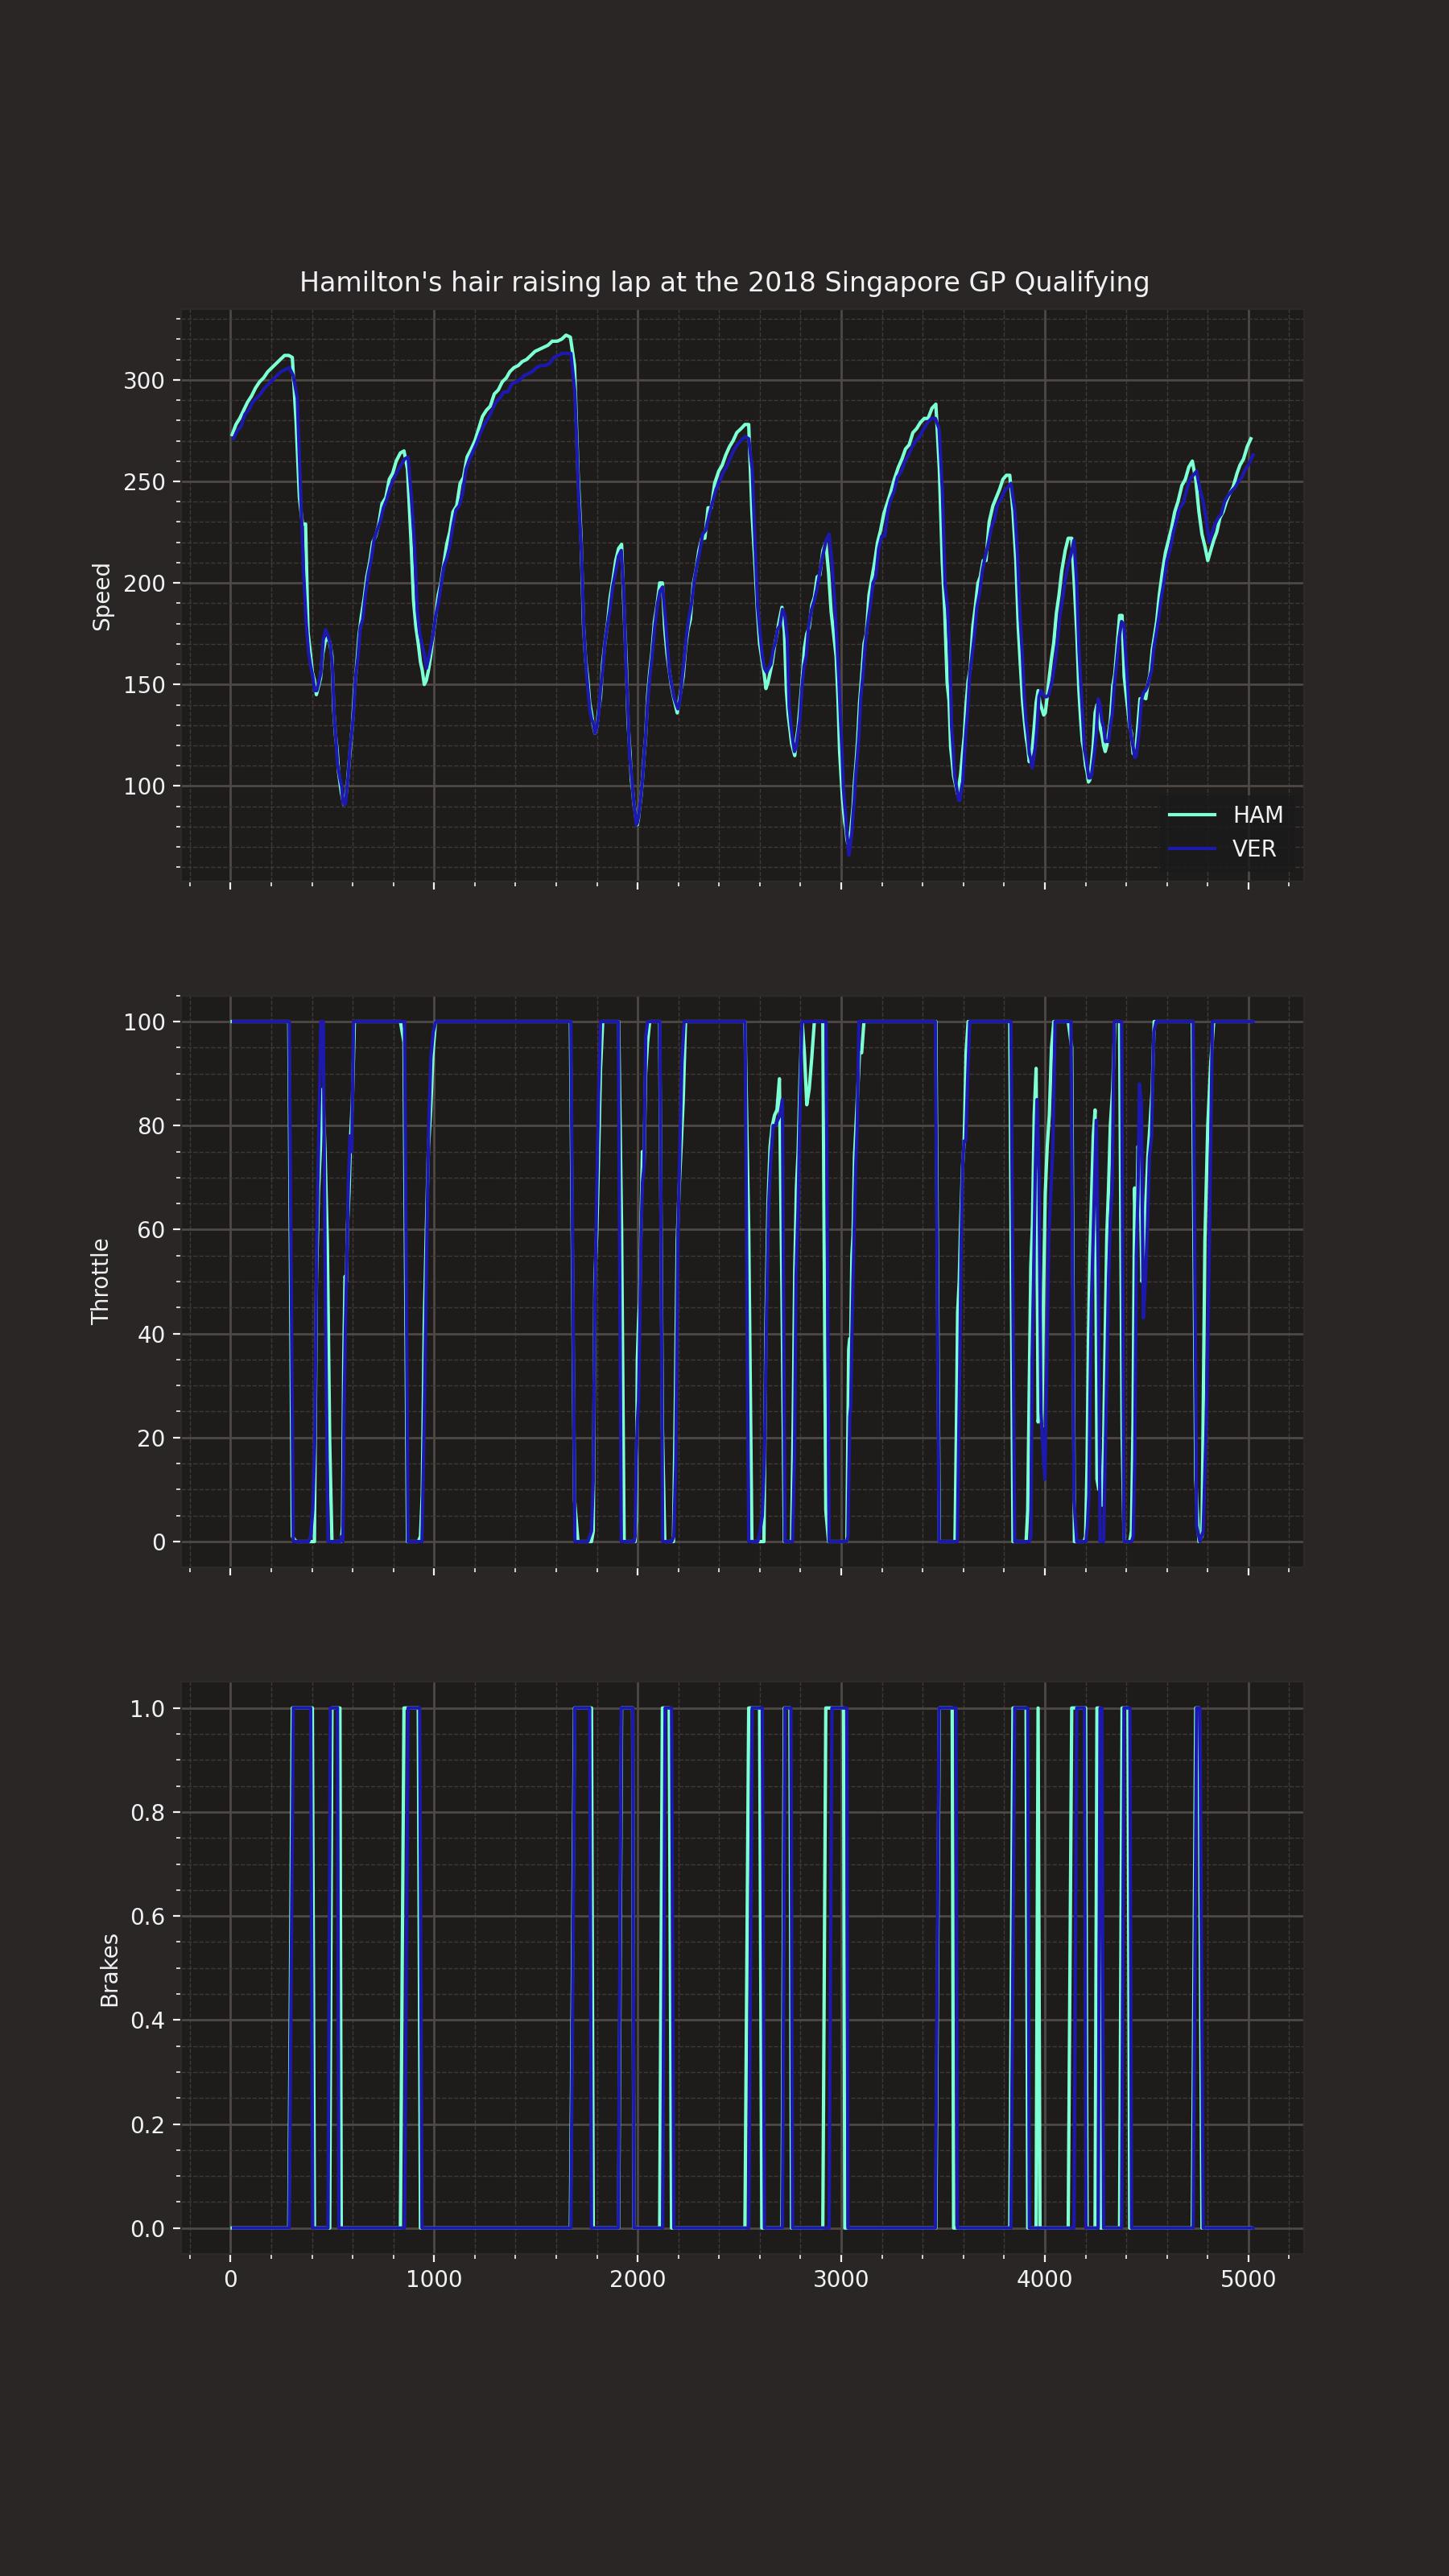 Hamilton's hair raising lap at the 2018 Singapore GP Qualifying
300
250
200
150
100
Speed
HAM
VER
100
80
60
40
20
0
Throttle
1.0
0.8
0.6
0.4
0.2
0.0
Brakes
0 1000 2000 3000 4000 5000